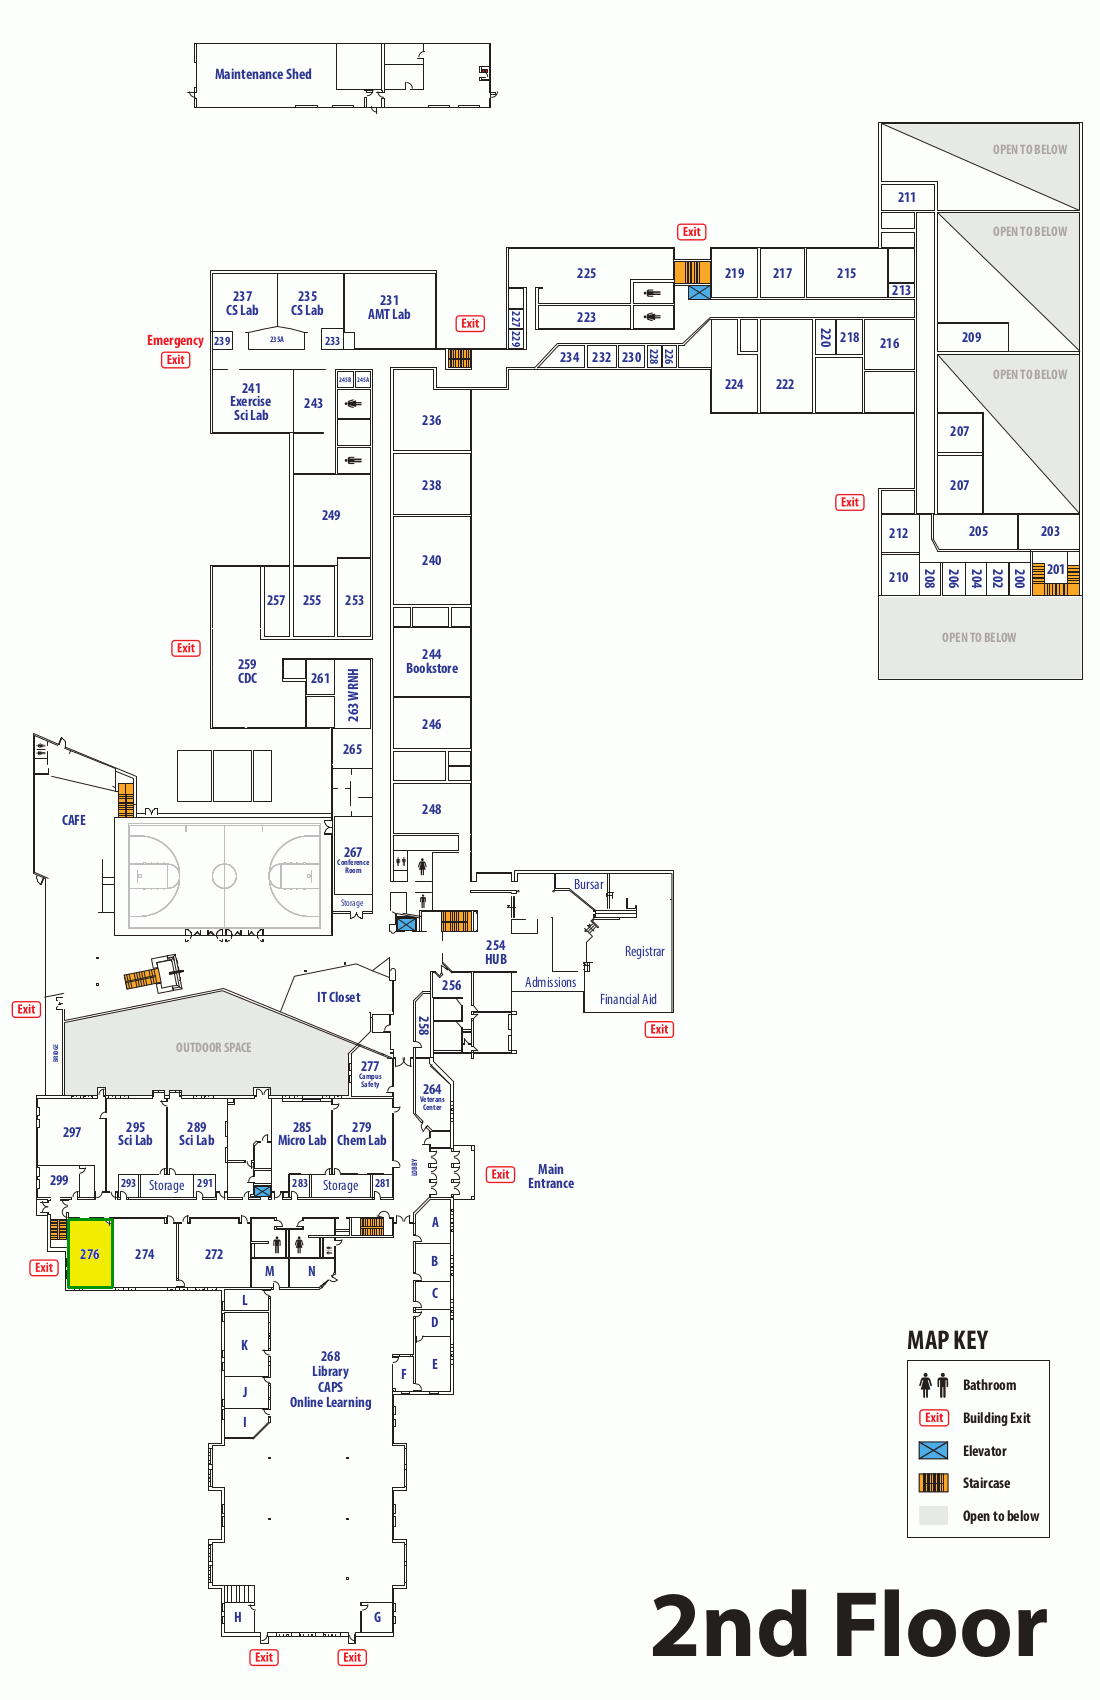 Maintenance Shed
OPEN TO BELOW
211
OPEN TO BELOW
Exit
225
219
217
215
213
237
CS Lab
235
CS Lab
231
AMT Lab
Emergency
Exit
239
235A
233
Exit
227
229
223
234
232
230
228
226
220
218
216
209
224
222
OPEN TO BELOW
241
Exercise
Sci Lab
243
245B
245A
236
207
238
207
Exit
249
240
212
205
203
210
208
206
204
202
200
201
257
255
253
OPEN TO BELOW
Exit
259
CDC
261
263 WRNH
244
Bookstore
246
265
CAFE
248
267
Conference
Room
Storage
Bursar
254
HUB
Registrar
Admissions
Financial Aid
256
Exit
IT Closet
Exit
258
OUTDOOR SPACE
BRIDGE
277
Campus
Safety
264
Veterans
Center
297
295
Sci Lab
289
Sci Lab
285
Micro Lab
279
Chem Lab
299
293
Storage
291
283
Storage
281
LOBBY
Exit
Main
Entrance
276
274
272
A
B
Exit
M
N
C
L
D
K
E
F
268
Library
CAPS
Online Learning
J
I
H
G
Exit
Exit
MAP KEY
Bathroom
Exit
Building Exit
Elevator
Staircase
Open to below
2nd Floor